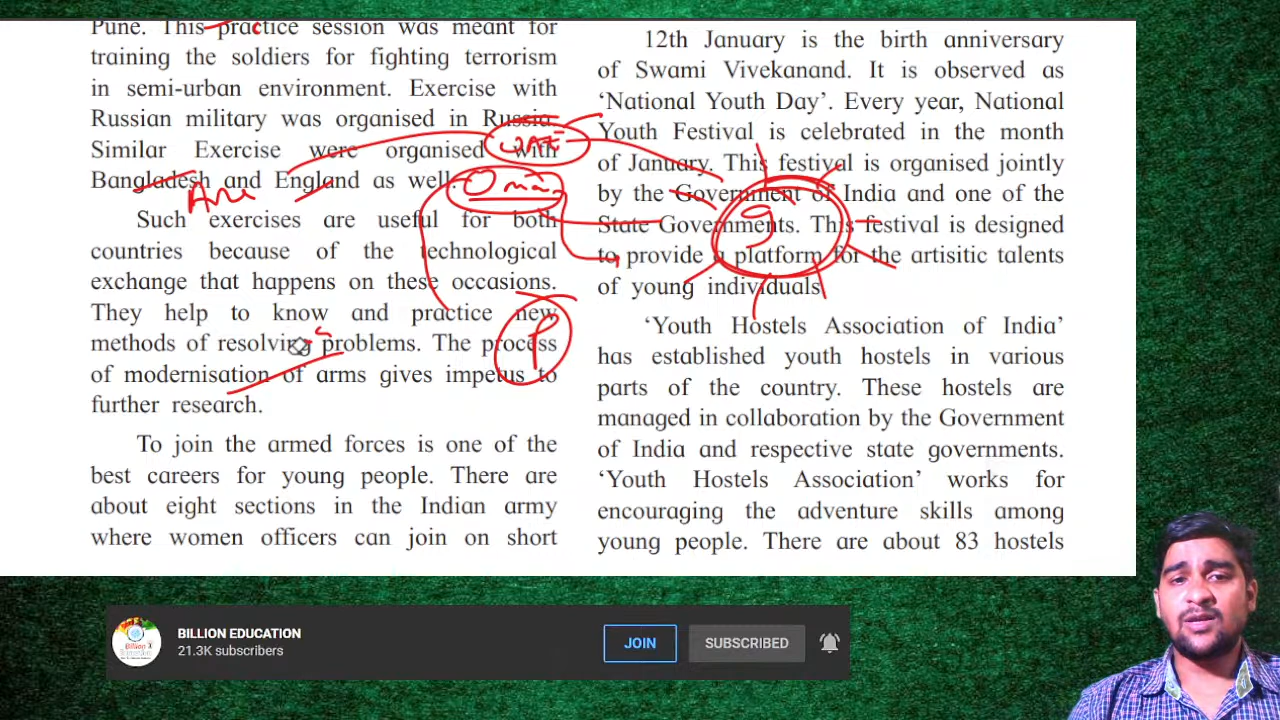 Pune. This practice session was meant for
training the soldiers for fighting terrorism
in semi-urban environment. Exercise with
Russian military was organised in Russia.
Similar Exercise were organised with
Bangladesh and England as well.
Such exercises are useful for both
countries because of the technological
exchange that happens on these occasions.
They help to know and practice new
methods of resolving problems. The process
of modernisation of arms gives impetus to
further research.
To join the armed forces is one of the
best careers for young people. There are
about eight sections in the Indian army
where women officers can join on short
UAE
Oman
P
12th January is the birth anniversary
of Swami Vivekanand. It is observed as
‘National Youth Day’. Every year, National
Youth Festival is celebrated in the month
of January. This festival is organised jointly
by the Government of India and one of the
State Governments. This festival is designed
to provide a platform for the artisitic talents
of young individuals.
‘Youth Hostels Association of India’
has established youth hostels in various
parts of the country. These hostels are
managed in collaboration by the Government
of India and respective state governments.
‘Youth Hostels Association’ works for
encouraging the adventure skills among
young people. There are about 83 hostels
BILLION EDUCATION
21.3K subscribers
JOIN
SUBSCRIBED